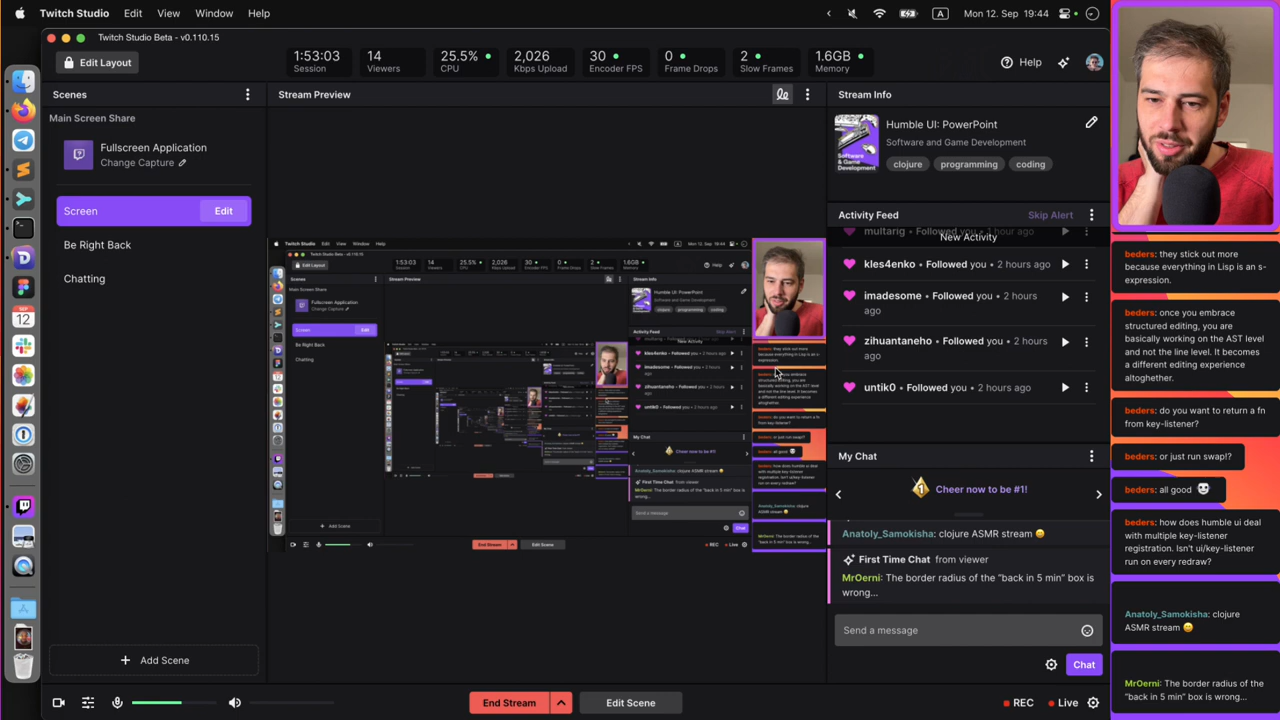 Twitch Studio Edit View Window Help
A Mon 12. Sep 19:44
Twitch Studio Beta - v0.110.15
Edit Layout
1:53:03 14 25.5% 2,026 30 0 2 1.6GB
Session Viewers CPU Kbps Upload Encoder FPS Frame Drops Slow Frames Memory
Help
Scenes
Main Screen Share
Fullscreen Application
Change Capture
Screen Edit
Be Right Back
Chatting
Add Scene
Stream Preview
End Stream
Edit Scene
REC Live
Stream Info
Software and Game Development
Humble UI: PowerPoint
Software and Game Development
clojure programming coding
Activity Feed Skip Alert
multarig • Followed you • 1 hour ago
New Activity
kles4enko • Followed you • 2 hours ago
imadesome • Followed you • 2 hours
ago
zihuantaneho • Followed you • 2 hours
ago
untik0 • Followed you • 2 hours ago
My Chat
Cheer now to be #1!
Anatoly_Samokisha: clojure ASMR stream
First Time Chat from viewer
MrOerni: The border radius of the "back in 5 min" box is
wrong...
Send a message
Chat
beders: they stick out more
because everything in Lisp is an s-
expression.
beders: once you embrace
structured editing, you are
basically working on the AST level
and not the line level. It becomes
a different editing experience
altoghether.
beders: do you want to return a fn
from key-listener?
beders: or just run swap!?
beders: all good
beders: how does humble ui deal
with multiple key-listener
registration. Isn't ui/key-listener
run on every redraw?
Anatoly_Samokisha: clojure
ASMR stream
MrOerni: The border radius of the
"back in 5 min" box is wrong...